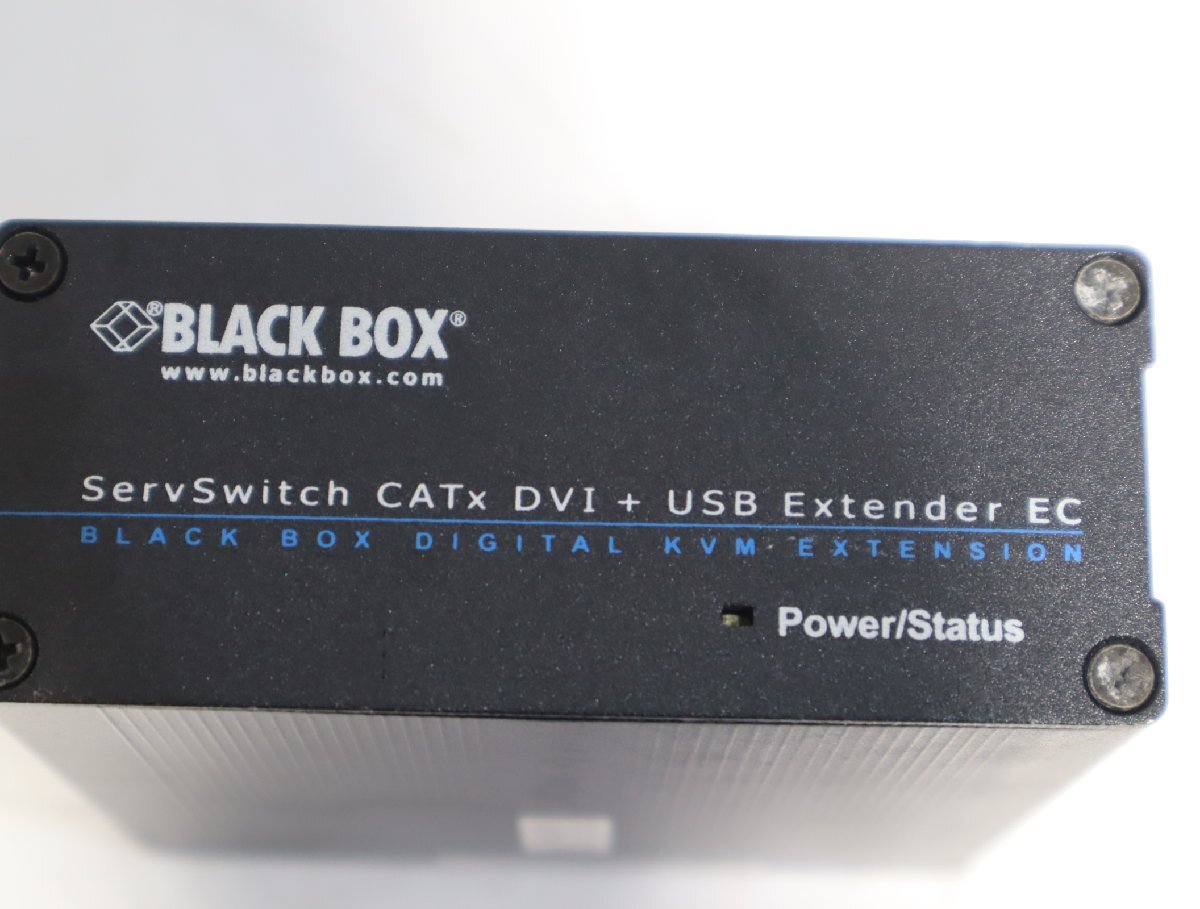 ®BLACK BOX®
www.blackbox.com
ServSwitch CATx DVI + USB Extender EC
BLACK BOX DIGITAL KVM EXTENSION
Power/Status